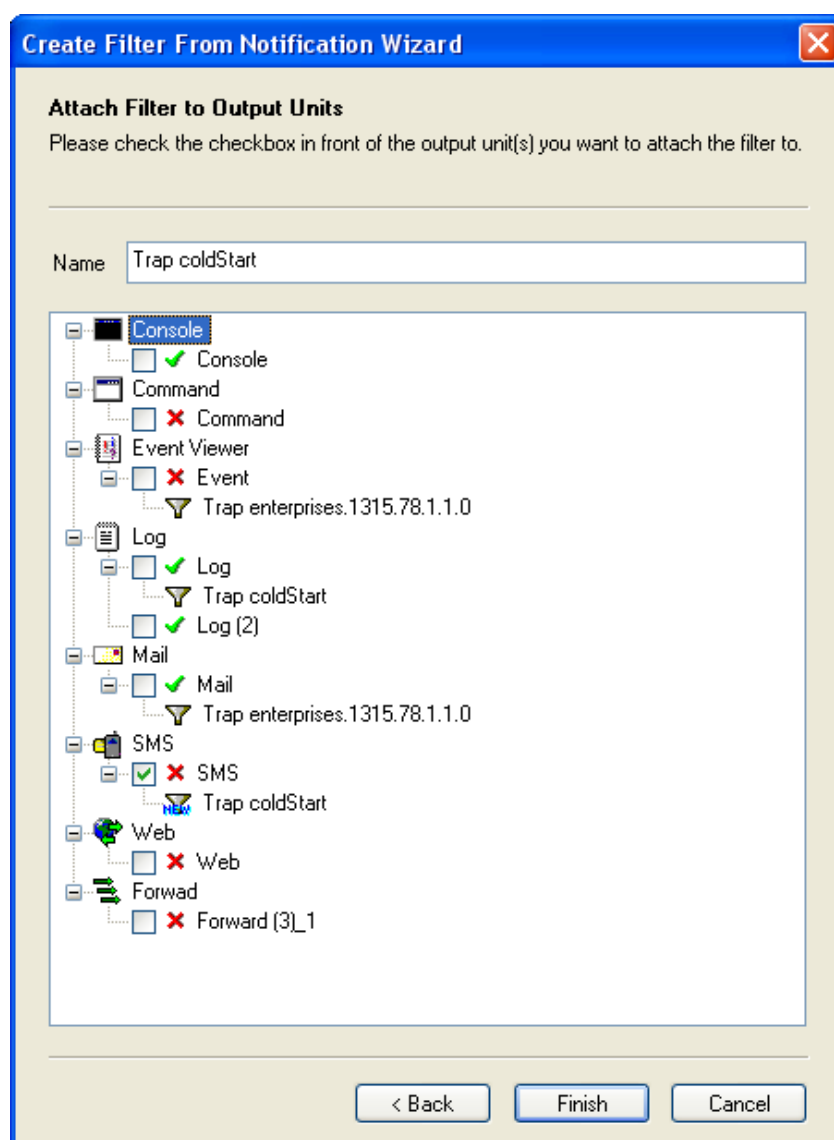 Create Filter From Notification Wizard
Attach Filter to Output Units
Please check the checkbox in front of the output unit(s) you want to attach the filter to.
Name Trap coldStart
Console
Console
Command
Command
Event Viewer
Event
Trap enterprises.1315.78.1.1.0
Log
Log
Trap coldStart
Log (2)
Mail
Mail
Trap enterprises.1315.78.1.1.0
SMS
SMS
NEW Trap coldStart
Web
Web
Forwad
Forward (3)_1
< Back Finish Cancel